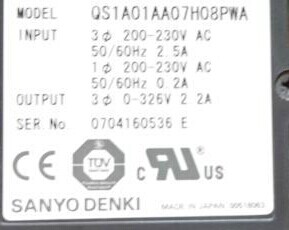 MODEL QS1A01AA07H08PWA
INPUT 3ϕ 200-230V AC
50/60Hz 2.5A
1ϕ 200-230V AC
50/60Hz 0.2A
OUTPUT 3ϕ 0-326V 2.2A
SER.No 0704160536 E
CE TÜV c RU US
SANYO DENKI MADE IN JAPAN